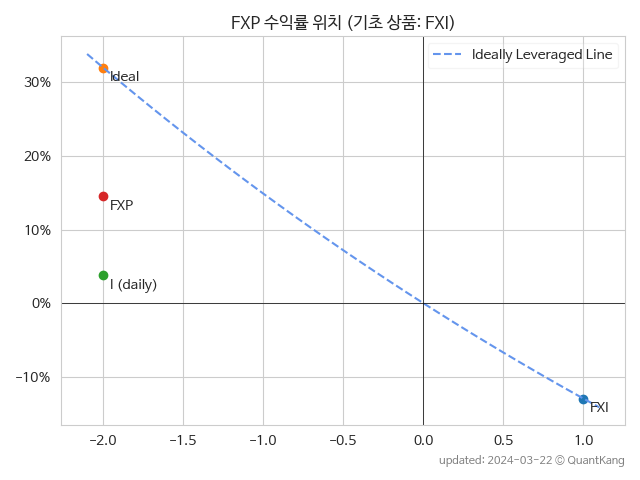 FXP 수익률 위치 (기초 상품: FXI)
Ideally Leveraged Line
30%
20%
10%
0%
−10%
Ideal
FXP
I (daily)
FXI
−2.0 −1.5 −1.0 −0.5 0.0 0.5 1.0
updated: 2024-03-22 © QuantKang